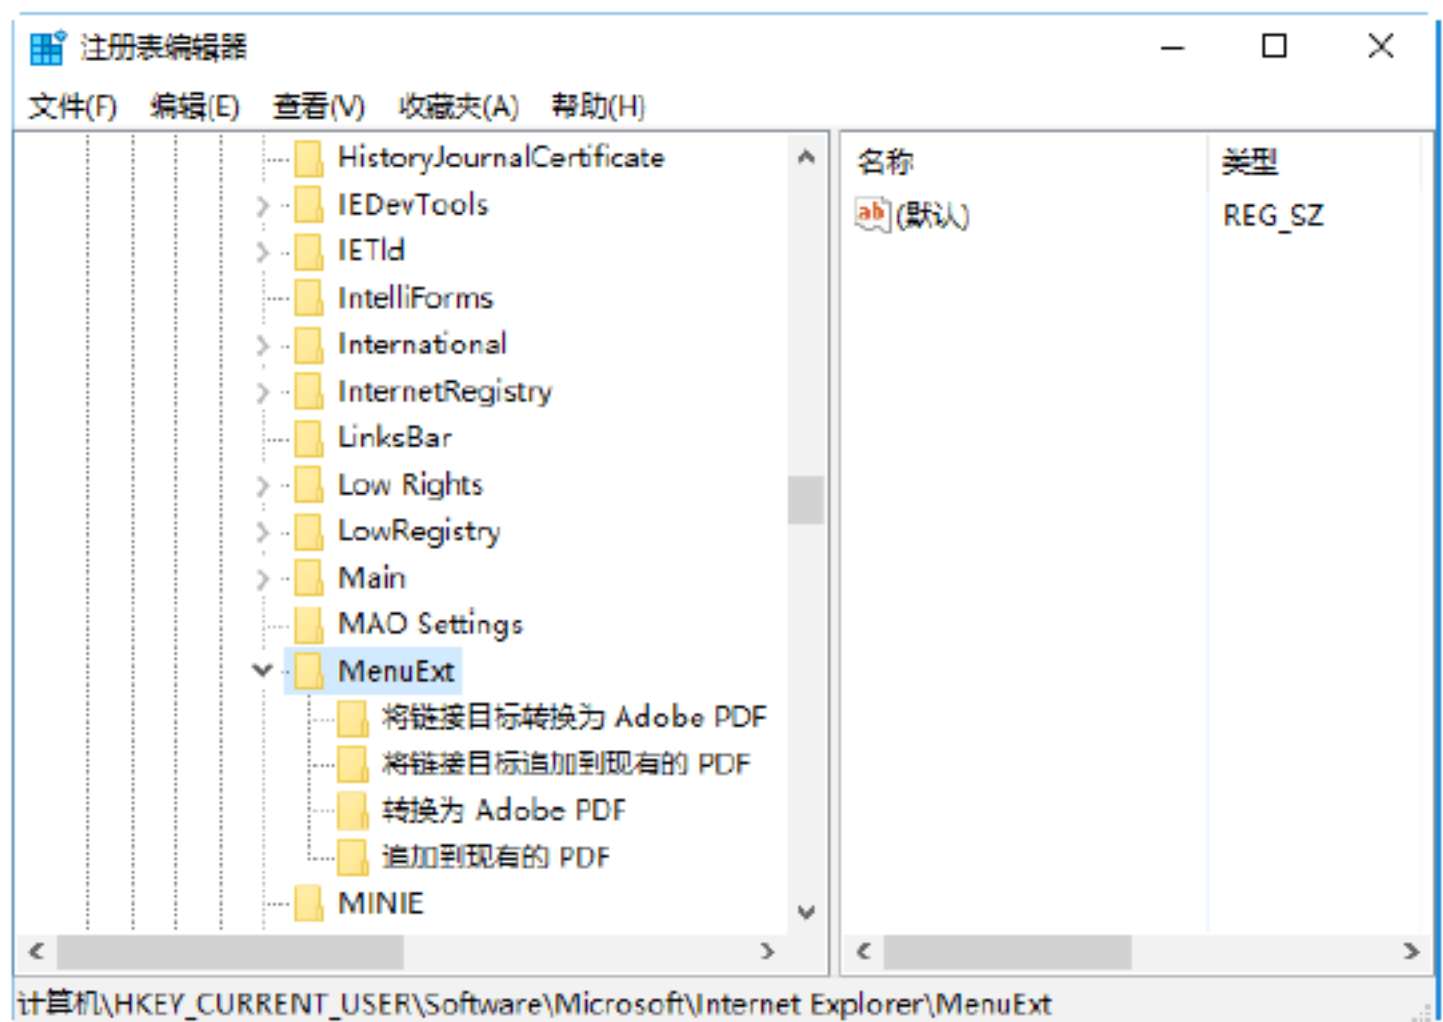 注册表编辑器
文件(F) 编辑(E) 查看(V) 收藏夹(A) 帮助(H)
HistoryJournalCertificate
IEDevTools
IETld
IntelliForms
International
InternetRegistry
LinksBar
Low Rights
LowRegistry
Main
MAO Settings
MenuExt
将链接目标转换为 Adobe PDF
将链接目标追加到现有的 PDF
转换为 Adobe PDF
追加到现有的 PDF
MINIE
名称 类型
ab (默认) REG_SZ
计算机\HKEY_CURRENT_USER\Software\Microsoft\Internet Explorer\MenuExt